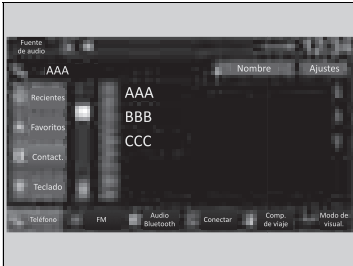 Fuente
de audio
AAA
Nombre
Ajustes
Recientes
Favoritos
Contact.
Teclado
AAA
BBB
CCC
Teléfono
FM
Audio
Bluetooth
Conectar
Comp.
de viaje
Modo de
visual.